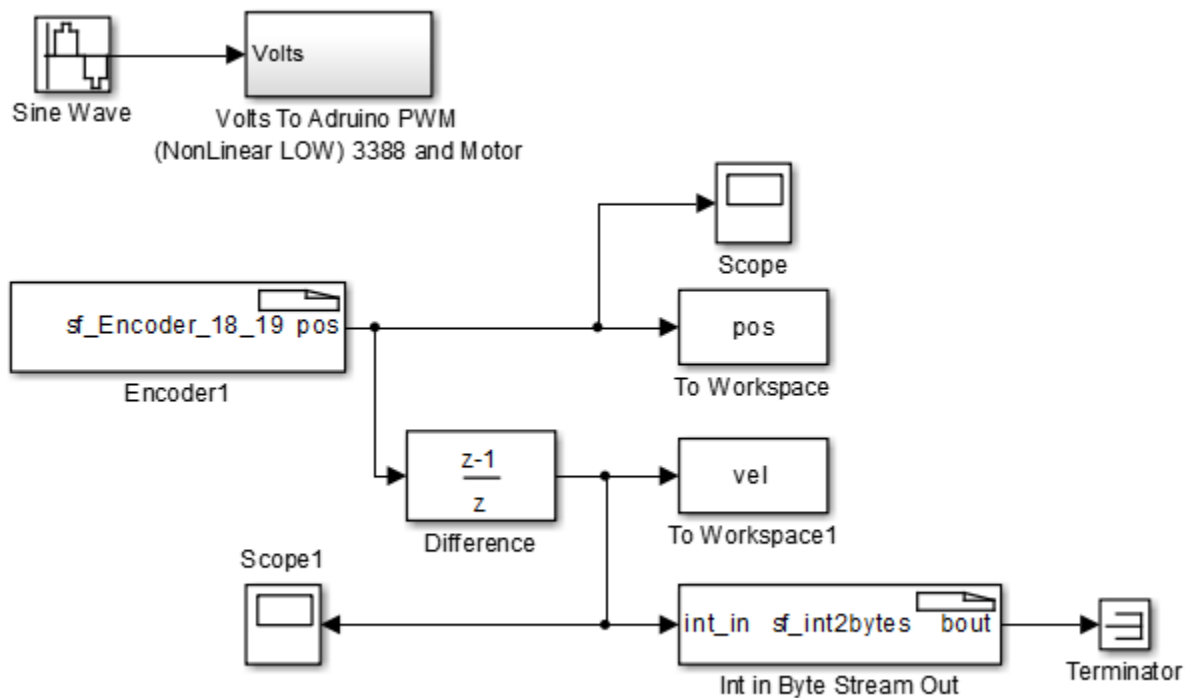 Volts
Sine Wave
Volts To Adruino PWM
(NonLinear LOW) 3388 and Motor
Scope
sf_Encoder_18_19 pos
pos
Encoder1
To Workspace
z-1
z
vel
Difference
To Workspace1
Scope1
int_in sf_int2bytes bout
Terminator
Int in Byte Stream Out